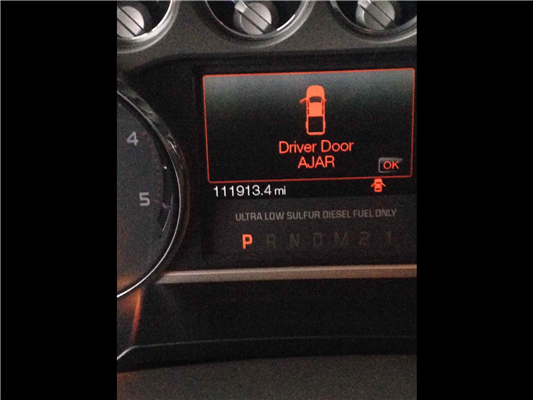 Driver Door
AJAR
OK
111913.4 mi
ULTRA LOW SULFUR DIESEL FUEL ONLY
P R N D M 2 1
4
5